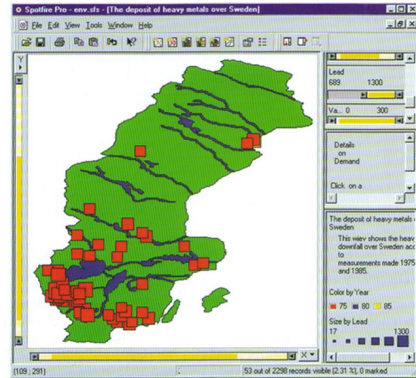 Spotfire Pro - env.sfs - [The deposit of heavy metals over Sweden]
File Edit View Tools Window Help
Lead
689 1300
Va... 0 300
Details
on
Demand
Click on a
The deposit of heavy metals
Sweden
This wiev shows the heavy
downfall over Sweden acc
to
measurements made 1975
and 1985.
Color by Year
75 80 85
Size by Lead
17 1300
Y
X
(109 ; 291)
53 out of 2298 records visible (2.31 %), 0 marked